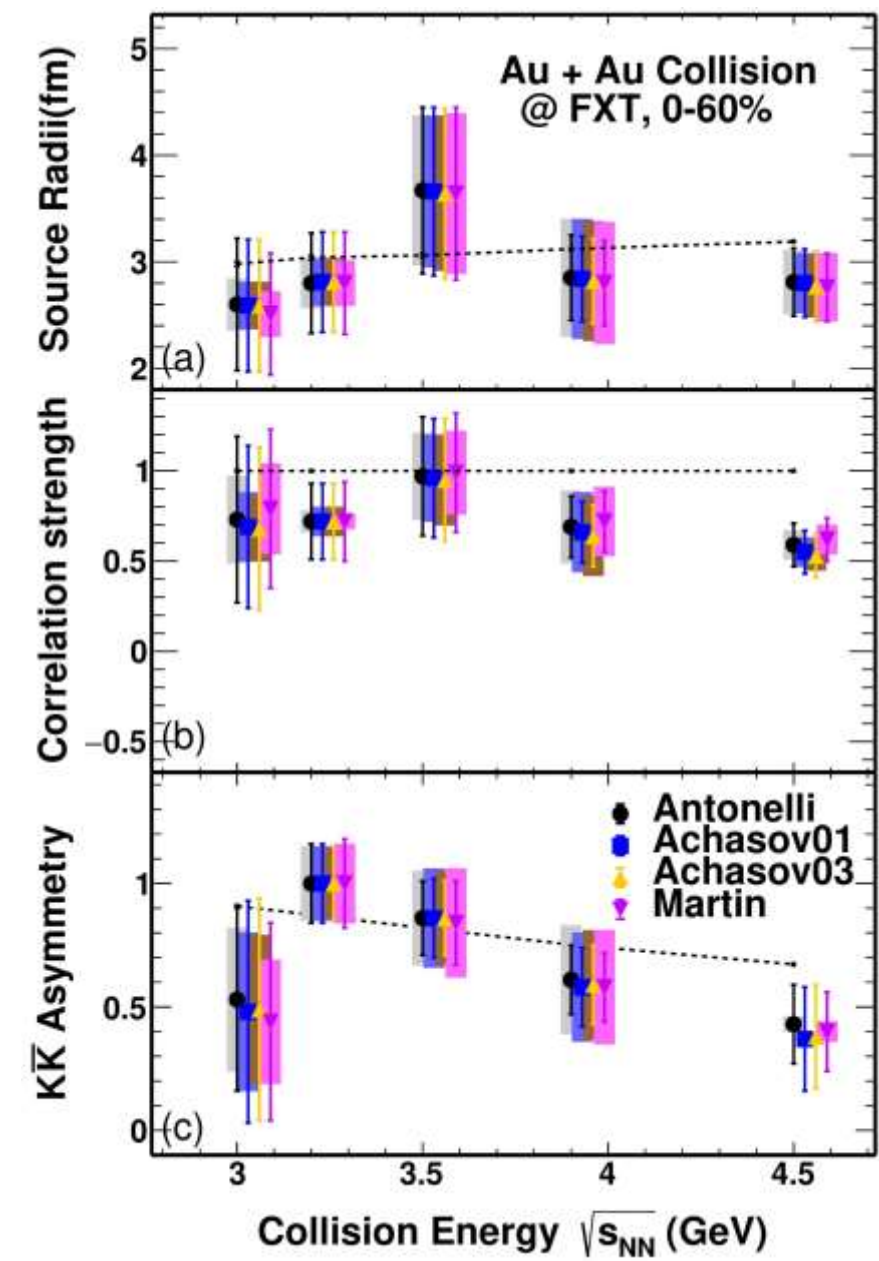 Source Radii(fm)
5
4
3
2
Au + Au Collision
@ FXT, 0-60%
(a)
Correlation strength
1
0.5
0
−0.5
(b)
KK̅ Asymmetry
1
0.5
0
(c)
Antonelli
Achasov01
Achasov03
Martin
3
3.5
4
4.5
Collision Energy √sNN (GeV)